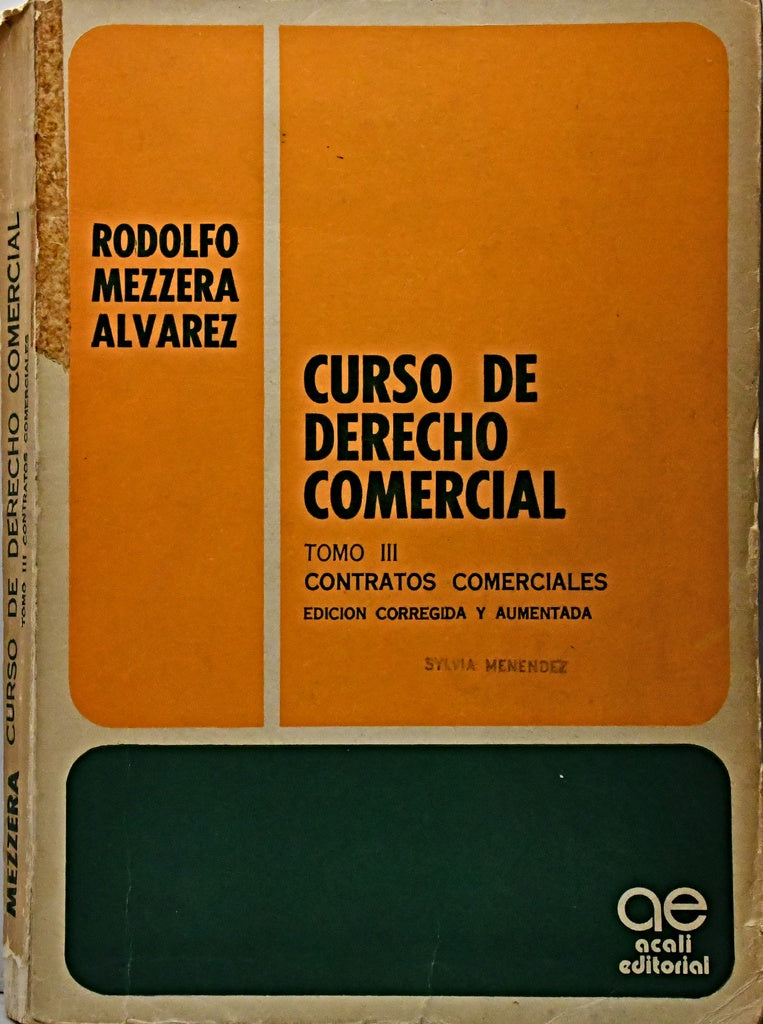 RODOLFO
MEZZERA
ALVAREZ
CURSO DE
DERECHO
COMERCIAL
TOMO III
CONTRATOS COMERCIALES
EDICION CORREGIDA Y AUMENTADA
SYLVIA MENENDEZ
ae
acali
editorial
MEZZERA CURSO DE DERECHO COMERCIAL
TOMO III CONTRATOS COMERCIALES